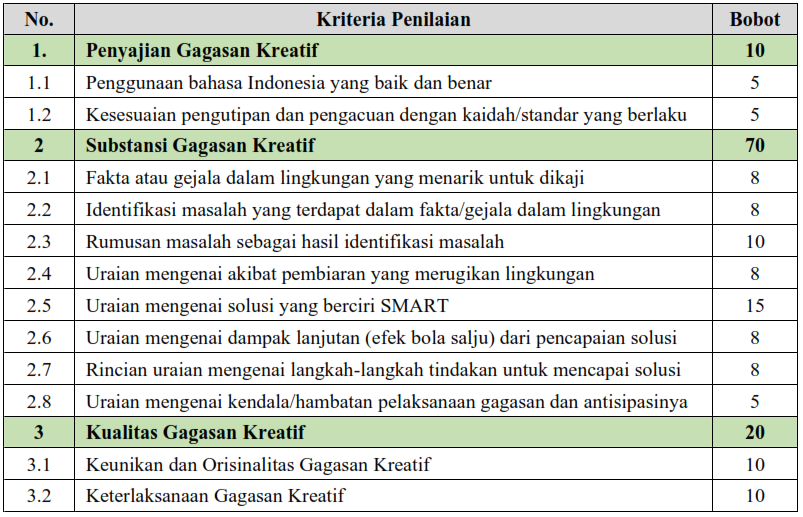 No. Kriteria Penilaian Bobot
1. Penyajian Gagasan Kreatif 10
1.1 Penggunaan bahasa Indonesia yang baik dan benar 5
1.2 Kesesuaian pengutipan dan pengacuan dengan kaidah/standar yang berlaku 5
2 Substansi Gagasan Kreatif 70
2.1 Fakta atau gejala dalam lingkungan yang menarik untuk dikaji 8
2.2 Identifikasi masalah yang terdapat dalam fakta/gejala dalam lingkungan 8
2.3 Rumusan masalah sebagai hasil identifikasi masalah 10
2.4 Uraian mengenai akibat pembiaran yang merugikan lingkungan 8
2.5 Uraian mengenai solusi yang berciri SMART 15
2.6 Uraian mengenai dampak lanjutan (efek bola salju) dari pencapaian solusi 8
2.7 Rincian uraian mengenai langkah-langkah tindakan untuk mencapai solusi 8
2.8 Uraian mengenai kendala/hambatan pelaksanaan gagasan dan antisipasinya 5
3 Kualitas Gagasan Kreatif 20
3.1 Keunikan dan Orisinalitas Gagasan Kreatif 10
3.2 Keterlaksanaan Gagasan Kreatif 10